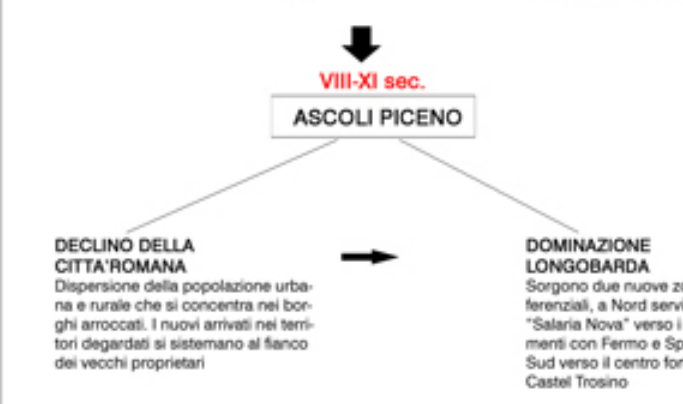 VIII-XI sec.
ASCOLI PICENO
DECLINO DELLA
CITTA'ROMANA
Dispersione della popolazione urba-
na e rurale che si concentra nei bor-
ghi arroccati. I nuovi arrivati nei terri-
tori degardati si sistemano al fianco
dei vecchi proprietari
DOMINAZIONE
LONGOBARDA
Sorgono due nuove
ferenziali, a Nord
"Salaria Nova" verso i
menti con Fermo e
Sud verso il centro
Castel Trosino